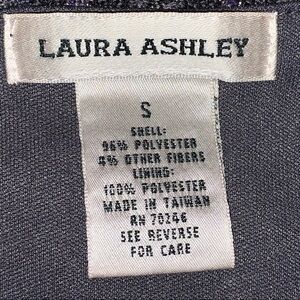 LAURA ASHLEY
S
SHELL:
96% POLYESTER
4% OTHER FIBERS
LINING:
100% POLYESTER
MADE IN TAIWAN
RN 70246
SEE REVERSE
FOR CARE